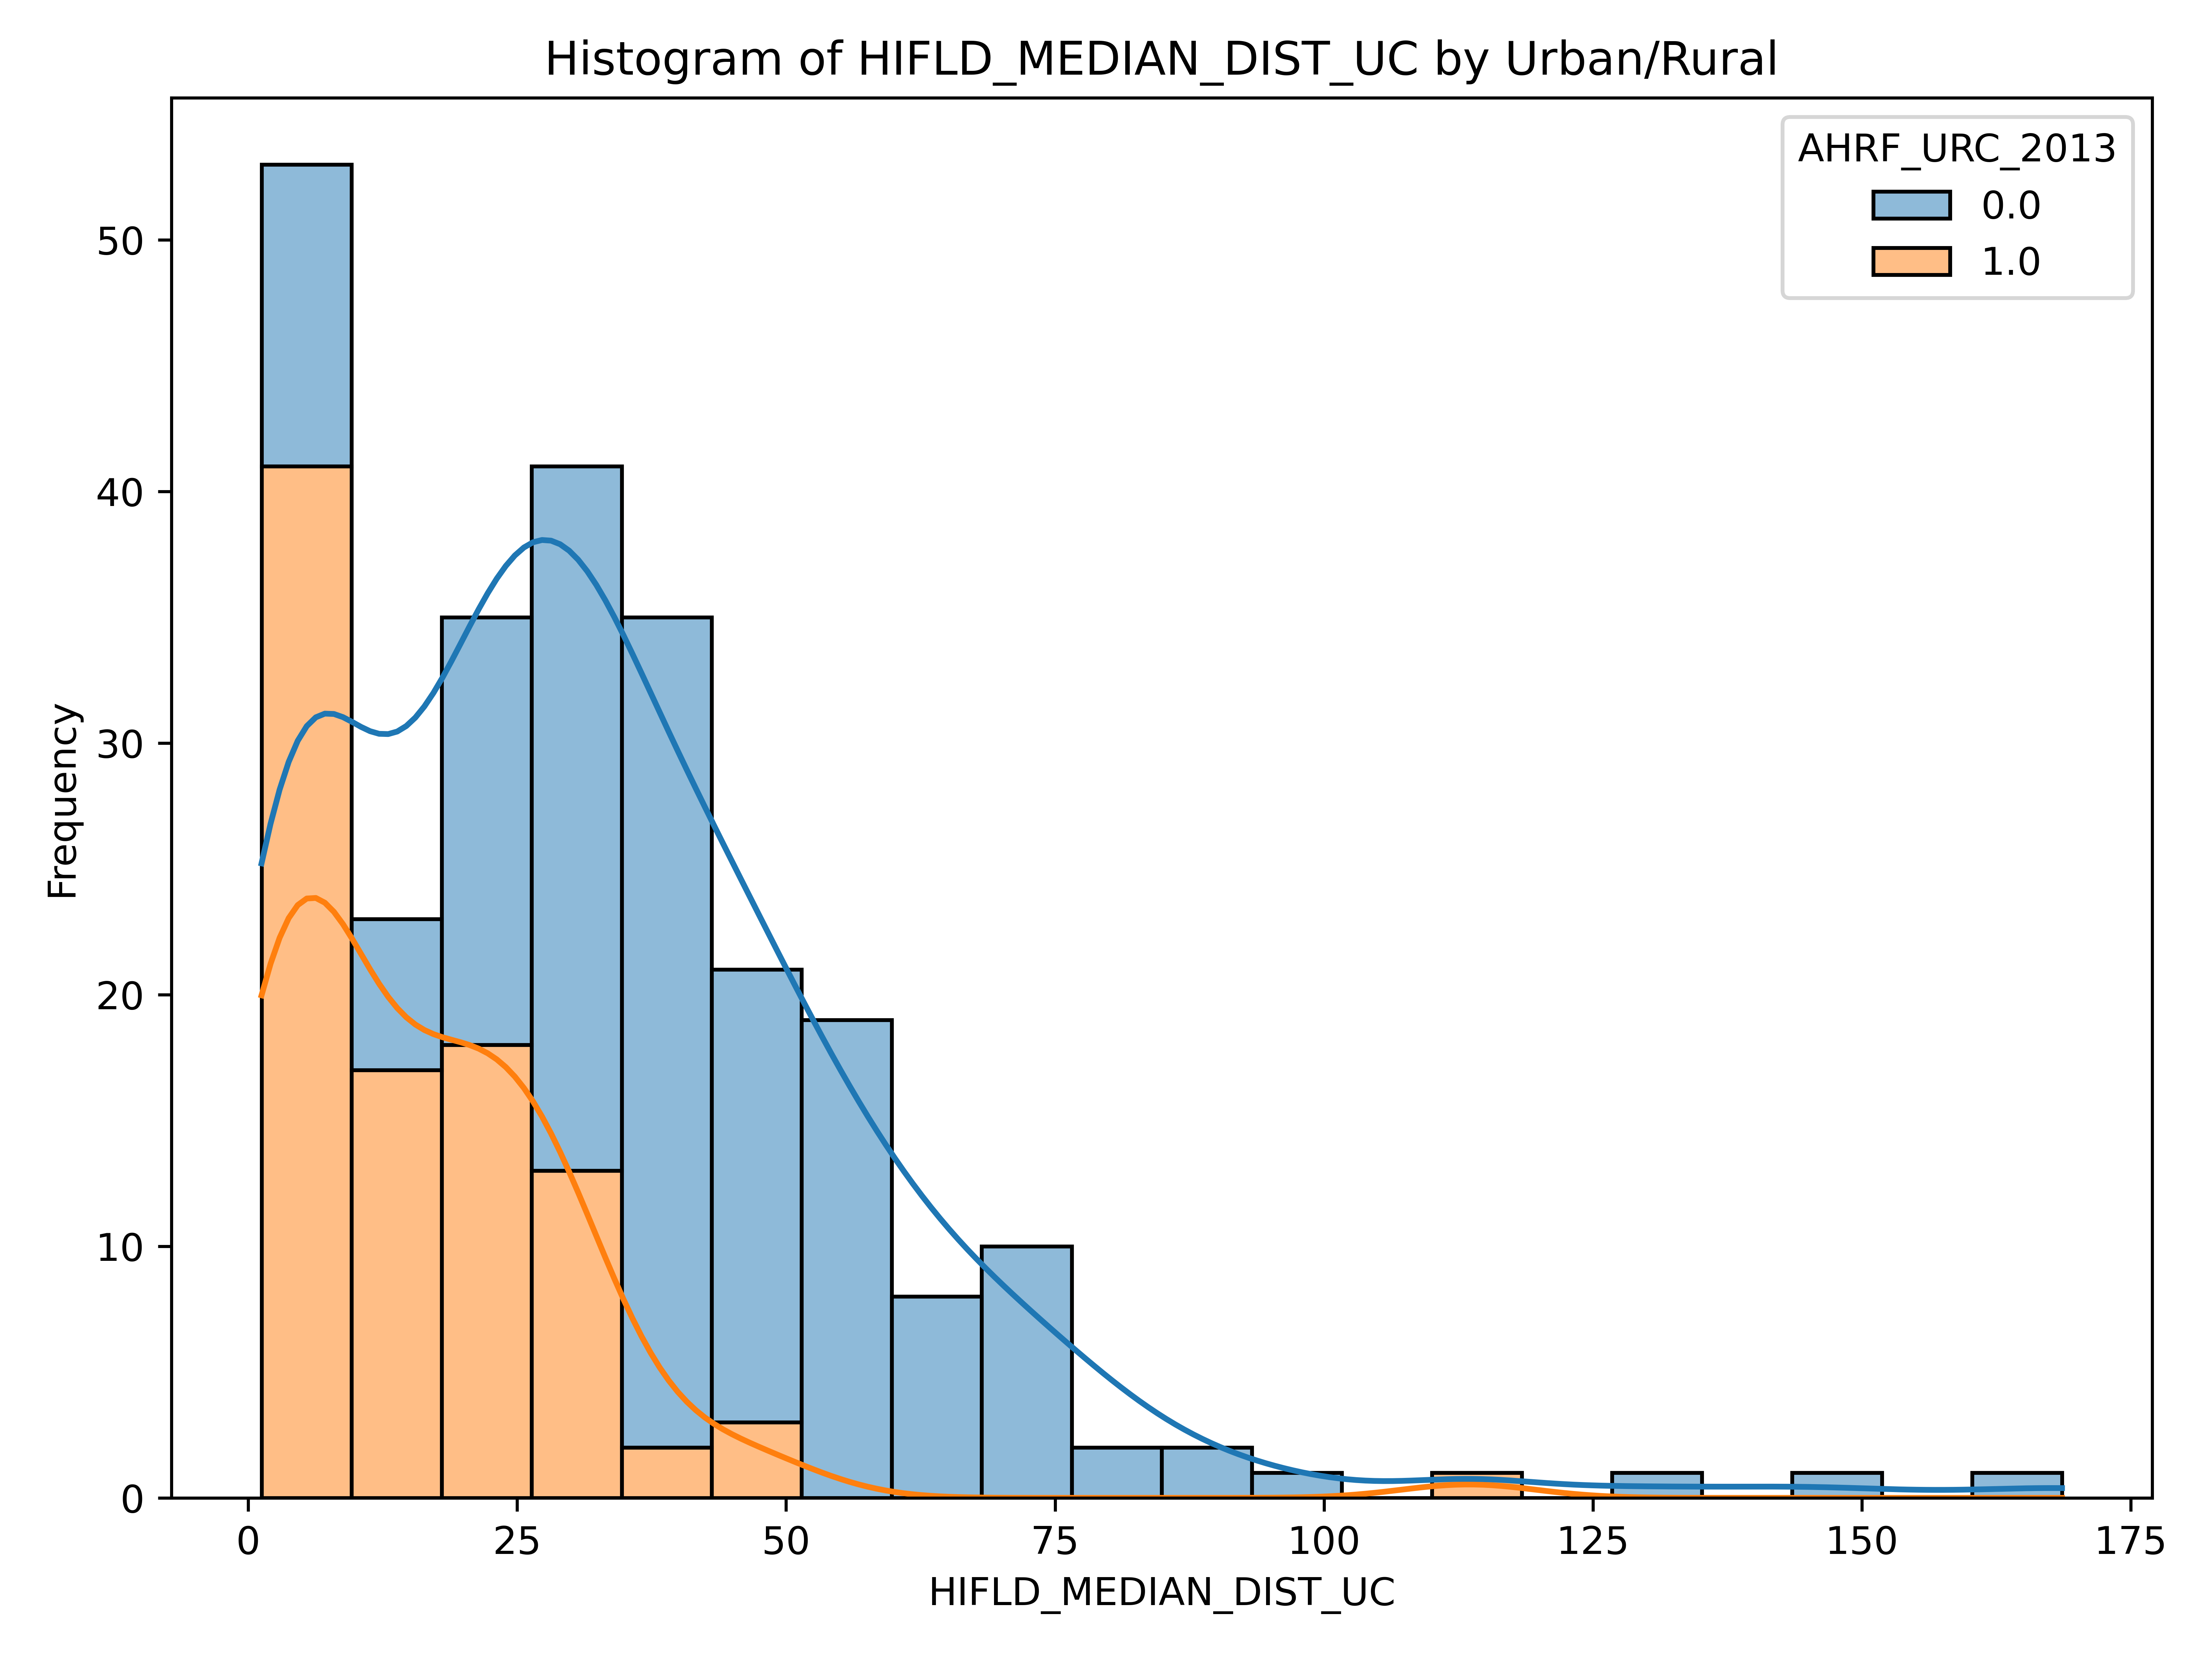 Histogram of HIFLD_MEDIAN_DIST_UC by Urban/Rural
AHRF_URC_2013
0.0
1.0
50
40
30
20
10
0
Frequency
0 25 50 75 100 125 150 175
HIFLD_MEDIAN_DIST_UC